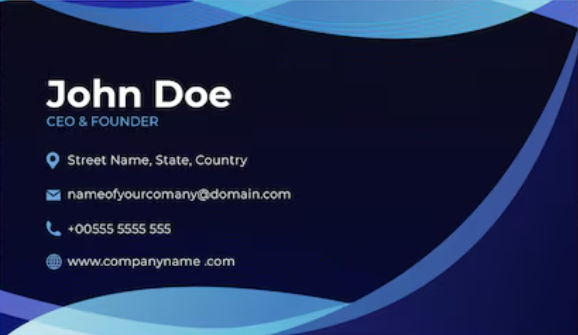 John Doe
CEO & FOUNDER
Street Name, State, Country
nameofyourcomany@domain.com
+00555 5555 555
www.companyname .com